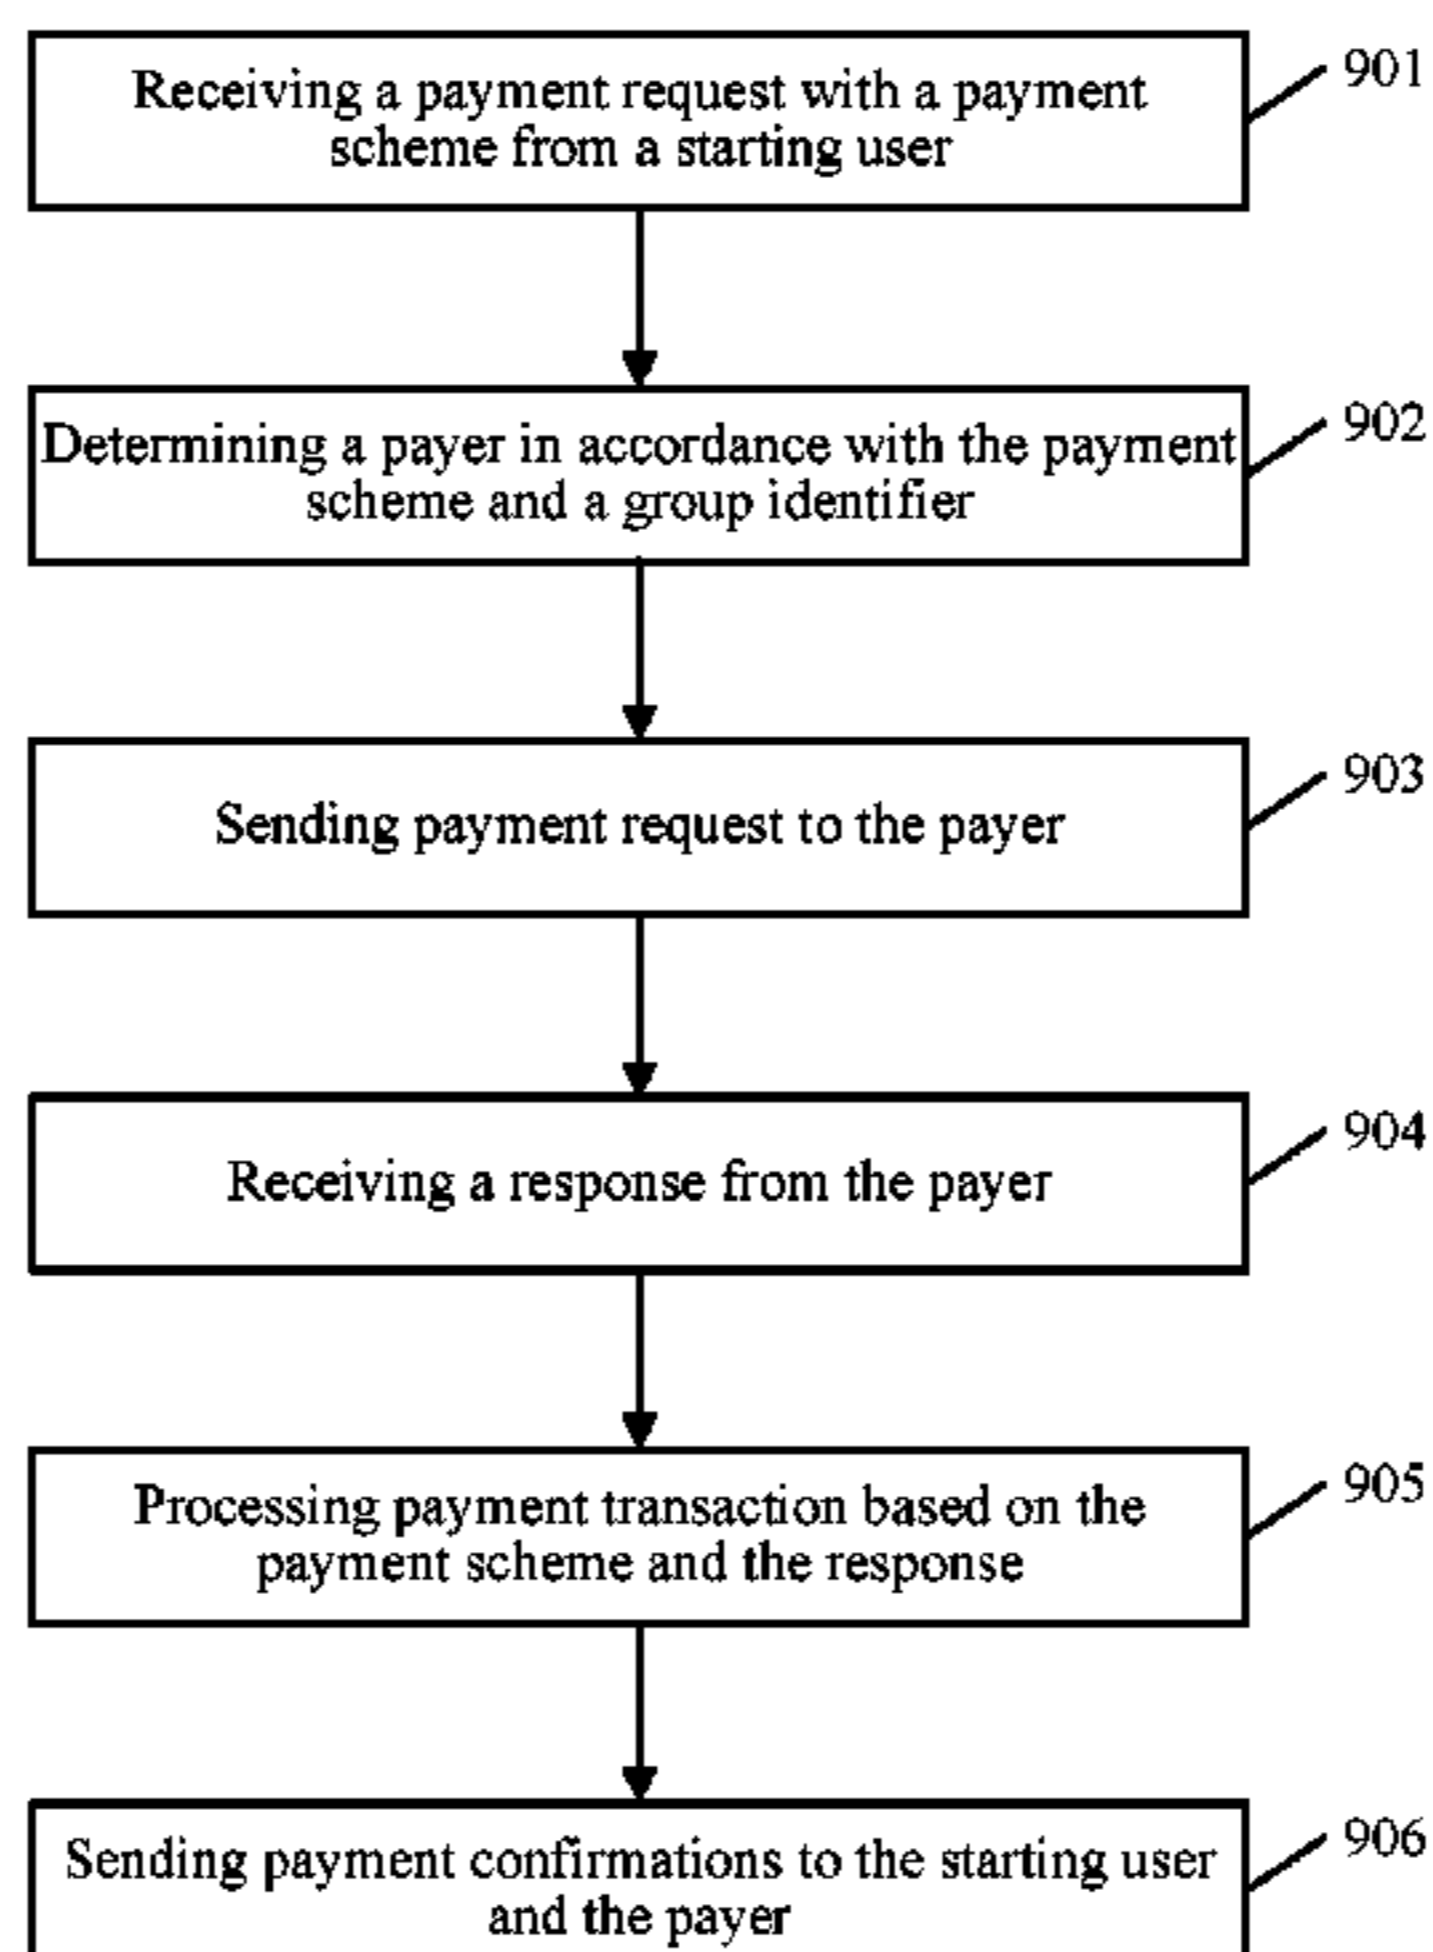 Receiving a payment request with a payment
scheme from a starting user
901
Determining a payer in accordance with the payment
scheme and a group identifier
902
Sending payment request to the payer
903
Receiving a response from the payer
904
Processing payment transaction based on the
payment scheme and the response
905
Sending payment confirmations to the starting user
and the payer
906